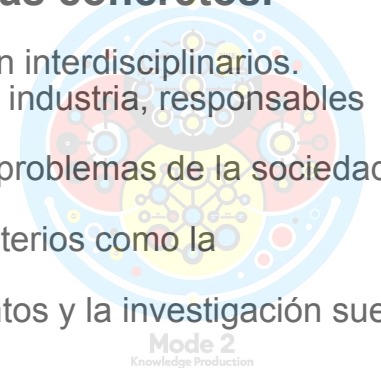 as concretos.
n interdisciplinarios.
industria, responsables
problemas de la sociedad
terios como la
tos y la investigación sue
Mode 2
Knowledge Production